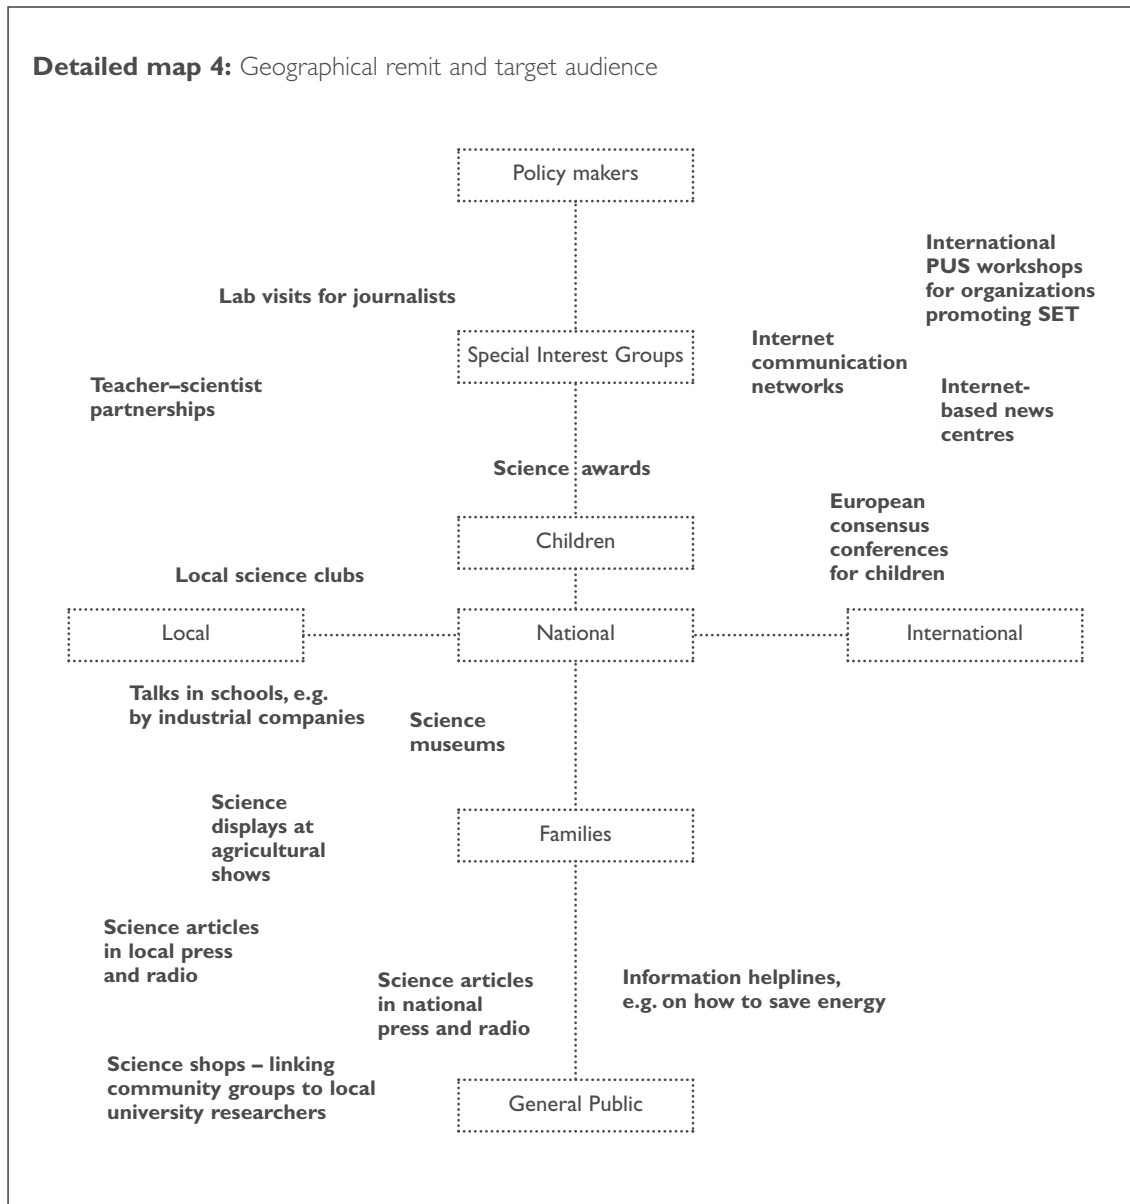 Detailed map 4: Geographical remit and target audience
Policy makers
International
PUS workshops
for organizations
promoting SET
Lab visits for journalists
Special Interest Groups
Internet
communication
networks
Teacher–scientist
partnerships
Internet-
based news
centres
Science awards
European
consensus
conferences
for children
Children
Local science clubs
Local
National
International
Talks in schools, e.g.
by industrial companies
Science
museums
Science
displays at
agricultural
shows
Families
Science articles
in local press
and radio
Science articles
in national
press and radio
Information helplines,
e.g. on how to save energy
Science shops – linking
community groups to local
university researchers
General Public